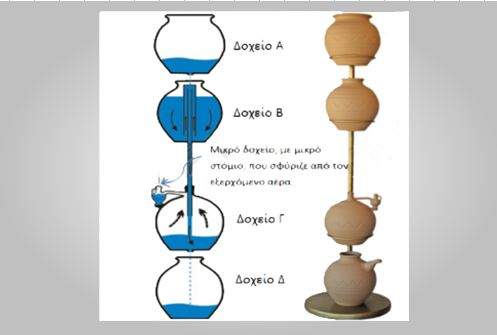 Δοχείο Α
Δοχείο Β
Μικρό δοχείο, με μικρό
στόμιο, που σφύριζε από τον
εξερχόμενο αέρα
Δοχείο Γ
Δοχείο Δ